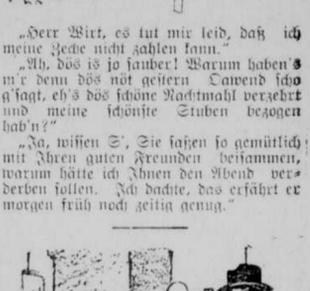 „Herr Wirt, es tut mir leid, daß ich
meine Zeche nicht zahlen kann."
„Ah, dös is jo sauber! Warum haben's
m'r denn dös nöt gestern Oawend scho
g'sagt, eh's dös schöne Nachtmahl verzehrt
und meine schönste Stuben bezogen
hab'n?"
„Ja, wissen S', Sie saßen so gemütlich
mit Ihren guten Freunden beisammen,
warum hätte ich Ihnen den Abend ver-
derben sollen. Ich dachte, das erfährt er
morgen früh noch zeitig genug."